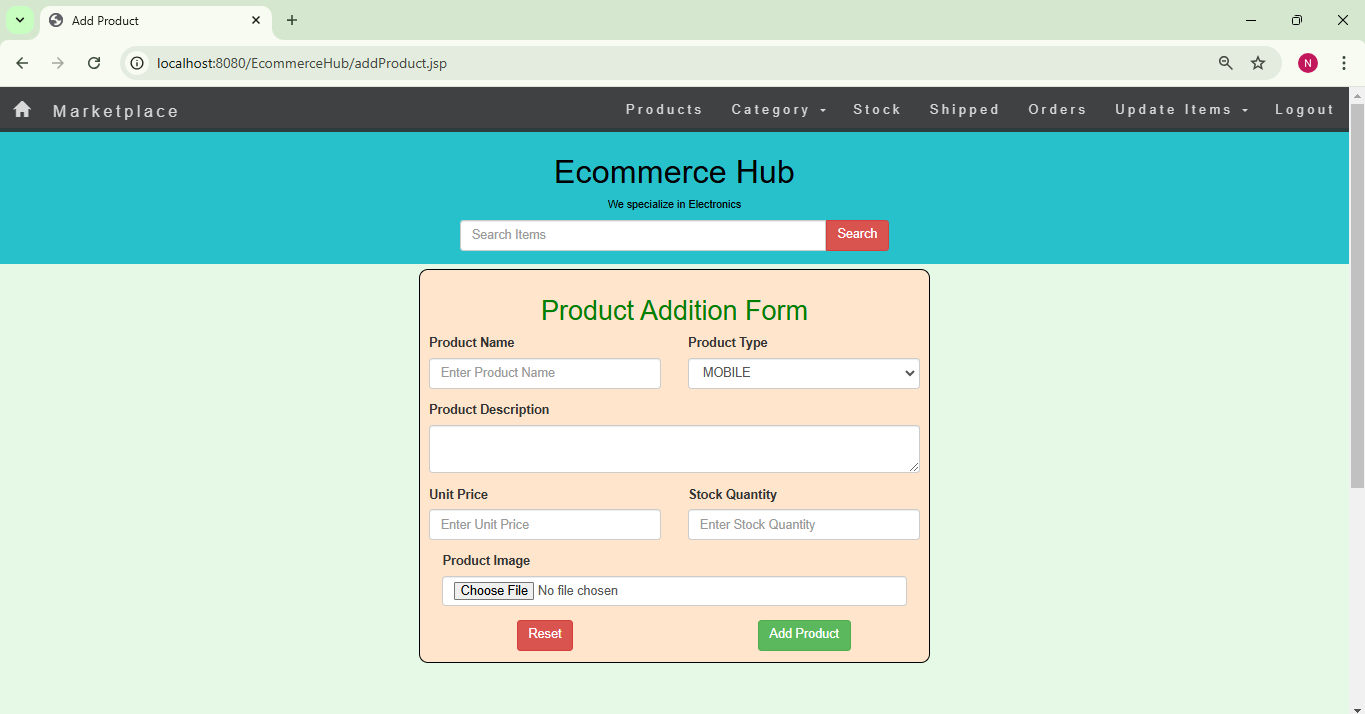 Add Product
localhost:8080/EcommerceHub/addProduct.jsp
N
Marketplace Products Category Stock Shipped Orders Update Items Logout
Ecommerce Hub
We specialize in Electronics
Search Items Search
Product Addition Form
Product Name Product Type
Enter Product Name MOBILE
Product Description
Unit Price Stock Quantity
Enter Unit Price Enter Stock Quantity
Product Image
Choose File No file chosen
Reset Add Product